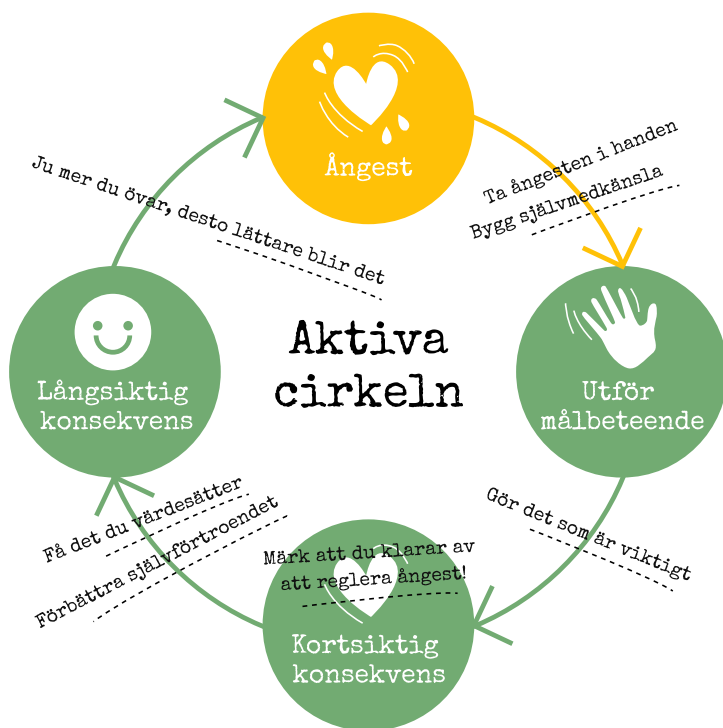 Ångest
Ta ångesten i handen
Bygg självmedkänsla
Utför
målbeteende
Gör det som är viktigt
Märk att du klarar av
att reglera ångest!
Kortsiktig
konsekvens
Få det du värdesätter
Förbättra självförtroendet
Långsiktig
konsekvens
Ju mer du övar, desto lättare blir det
Aktiva
cirkeln